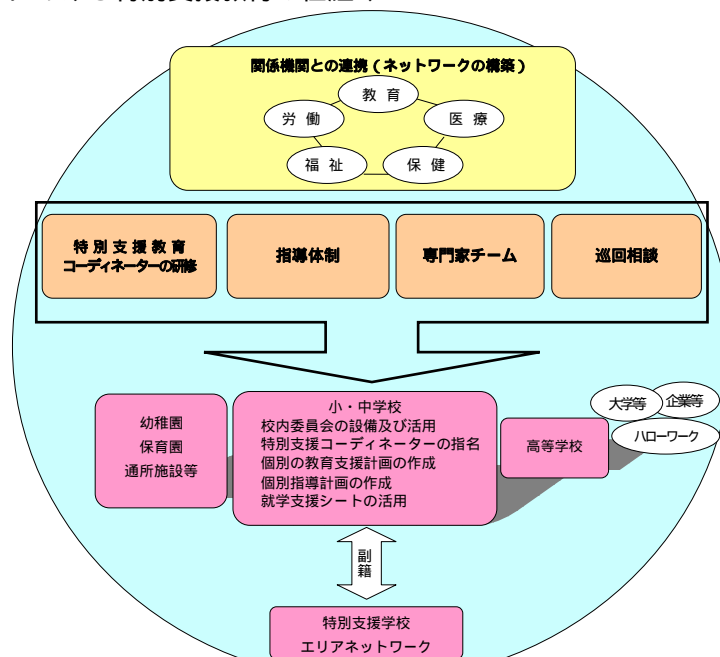 関係機関との連携(ネットワークの構築)
教 育
労 働
医 療
福 祉
保 健
特 別 支 援 教 育
コーディネーターの研修
指導体制
専門家チーム
巡回相談
幼稚園
保育園
通所施設等
小・中学校
校内委員会の設備及び活用
特別支援コーディネーターの指名
個別の教育支援計画の作成
個別指導計画の作成
就学支援シートの活用
高等学校
大学等
企業等
ハローワーク
副
籍
特別支援学校
エリアネットワーク